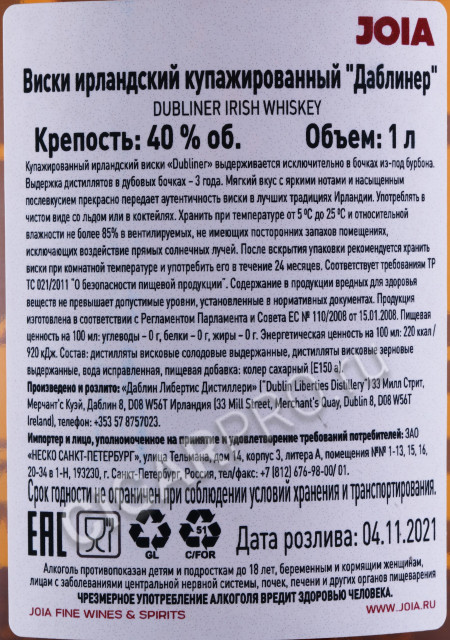 JOIA
Виски ирландский купажированный "Даблинер"
DUBLINER IRISH WHISKEY
Крепость: 40 % об. Объем: 1 л
Купажированный ирландский виски «Dubliner» выдерживается исключительно в бочках из-под бурбона.
Выдержка дистиллятов в дубовых бочках – 3 года. Мягкий вкус с яркими нотами и насыщенным
послевкусием прекрасно передает аутентичность виски в лучших традициях Ирландии. Употреблять в
чистом виде со льдом или в коктейлях. Хранить при температуре от 5 ºС до 25 ºС и относительной
влажности не более 85% в вентилируемых, не имеющих посторонних запахов помещениях,
исключающих воздействие прямых солнечных лучей. После вскрытия упаковки рекомендуется хранить
виски при комнатной температуре и употребить его в течение 24 месяцев. Соответствует требованиям ТР
ТС 021/2011 "О безопасности пищевой продукции". Содержание в продукции вредных для здоровья
веществ не превышает допустимые уровни, установленные в нормативных документах. Продукция
изготовлена в соответствии с Регламентом Парламента и Совета ЕС № 110/2008 от 15.01.2008. Пищевая
ценность на 100 мл: углеводы – 0 г, белки – 0 г, жиры – 0 г. Энергетическая ценность на 100 мл: 220 ккал /
920 кДж. Состав: дистилляты висковые солодовые выдержанные, дистилляты висковые зерновые
выдержанные, вода исправленная, пищевая добавка: колер сахарный (Е150 а).
Произведено и розлито: «Даблин Либертис Дистиллери» ("Dublin Liberties Distillery") 33 Милл Стрит,
Мерчант'с Куэй, Даблин 8, D08 W56T Ирландия (33 Mill Street, Merchant's Quay, Dublin 8, D08 W56T
Ireland), телефон: +353 57 8757023.
Импортер и лицо, уполномоченное на принятие и удовлетворение требований потребителей: ЗАО
«НЕСКО САНКТ-ПЕТЕРБУРГ», улица Тельмана, дом 14, корпус 3, литера А, помещения №№ 1-13, 15, 16,
20-34 в 1-Н, 193230, г. Санкт-Петербург, Россия, тел/факс: +7 (812) 676-98-00/ 01.
Срок годности не ограничен при соблюдении условий хранения и транспортирования.
EAC GL 51 C/FOR Дата розлива: 04.11.2021
Алкоголь противопоказан детям и подросткам до 18 лет, беременным и кормящим женщинам,
лицам с заболеваниями центральной нервной системы, почек, печени и других органов пищеварения
ЧРЕЗМЕРНОЕ УПОТРЕБЛЕНИЕ АЛКОГОЛЯ ВРЕДИТ ЗДОРОВЬЮ ЧЕЛОВЕКА.
JOIA FINE WINES & SPIRITS WWW.JOIA.RU